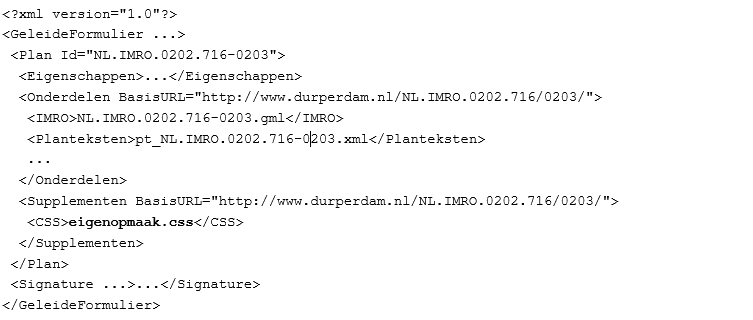 <?xml version="1.0"?>
<GeleideFormulier ...>
<Plan Id="NL.IMRO.0202.716-0203">
<Eigenschappen>...</Eigenschappen>
<Onderdelen BasisURL="http://www.durperdam.nl/NL.IMRO.0202.716/0203/">
<IMRO>NL.IMRO.0202.716-0203.gml</IMRO>
<Planteksten>pt_NL.IMRO.0202.716-0203.xml</Planteksten>
...
</Onderdelen>
<Supplementen BasisURL="http://www.durperdam.nl/NL.IMRO.0202.716/0203/">
<CSS>eigenopmaak.css</CSS>
</Supplementen>
</Plan>
<Signature ...>...</Signature>
</GeleideFormulier>